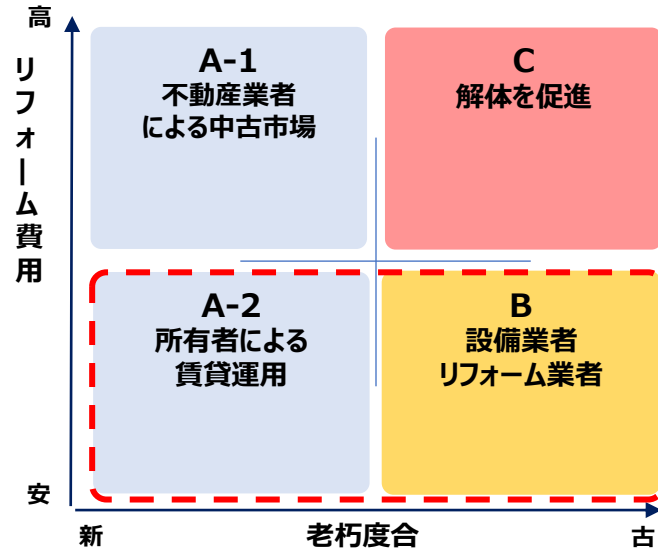 高
リフォーム費用
安
A-1
不動産業者
による中古市場
C
解体を促進
A-2
所有者による
賃貸運用
B
設備業者
リフォーム業者
新
老朽度合
古